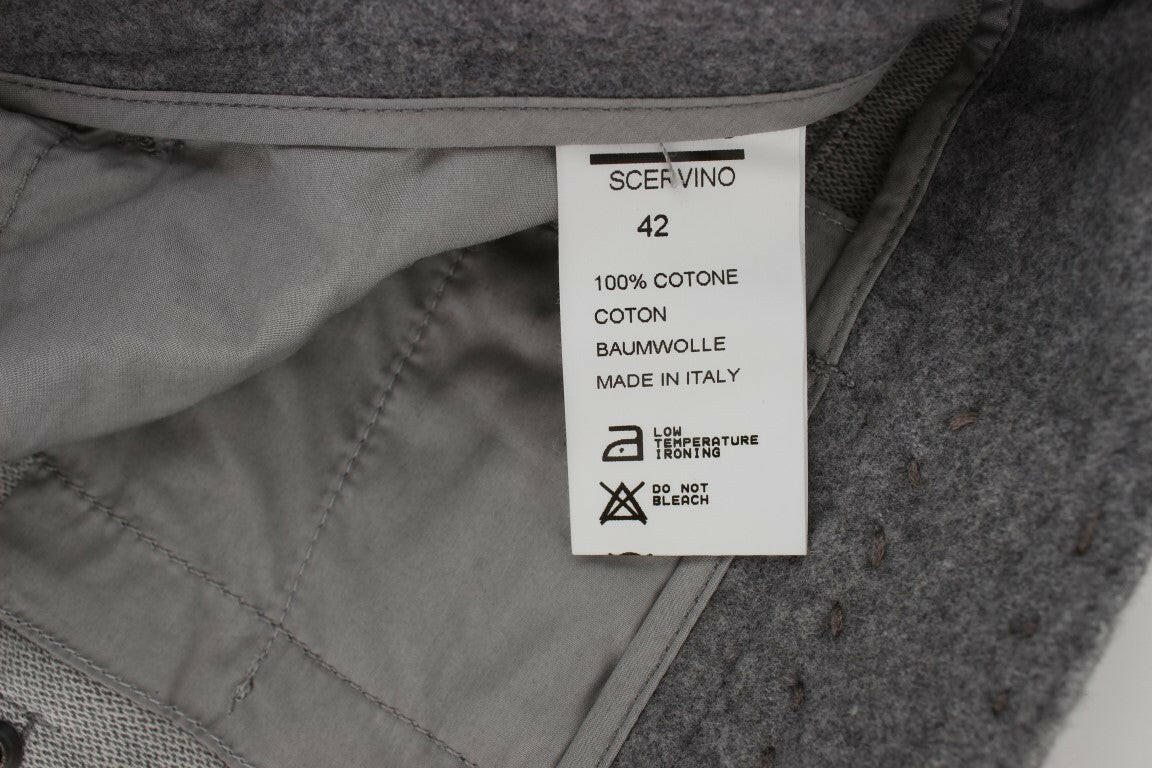 SCERVINO
42
100% COTONE
COTON
BAUMWOLLE
MADE IN ITALY
LOW
TEMPERATURE
IRONING
DO NOT
BLEACH